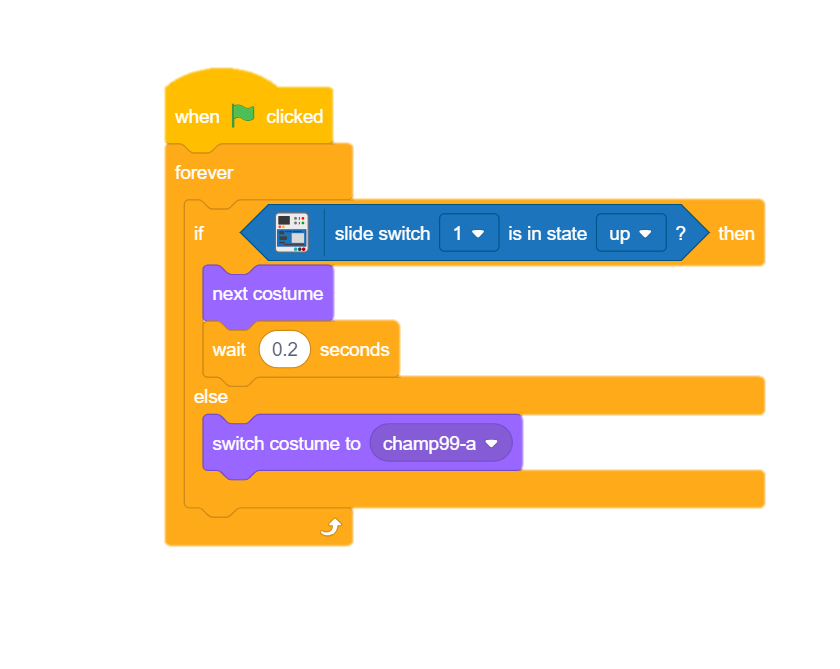 when clicked
forever
if slide switch 1 is in state up ? then
next costume
wait 0.2 seconds
else
switch costume to champ99-a